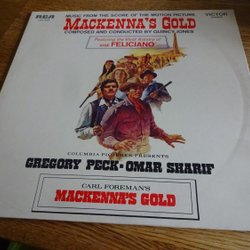 MUSIC FROM THE SCORE OF THE MOTION PICTURE
RCA
VICTOR
MACKENNA'S GOLD
COMPOSED AND CONDUCTED BY QUINCY JONES
Featuring the Vocal Artistry of
JOSÉ FELICIANO
COLUMBIA PICTURES PRESENTS
GREGORY PECK • OMAR SHARIF
CARL FOREMAN'S
MACKENNA'S GOLD